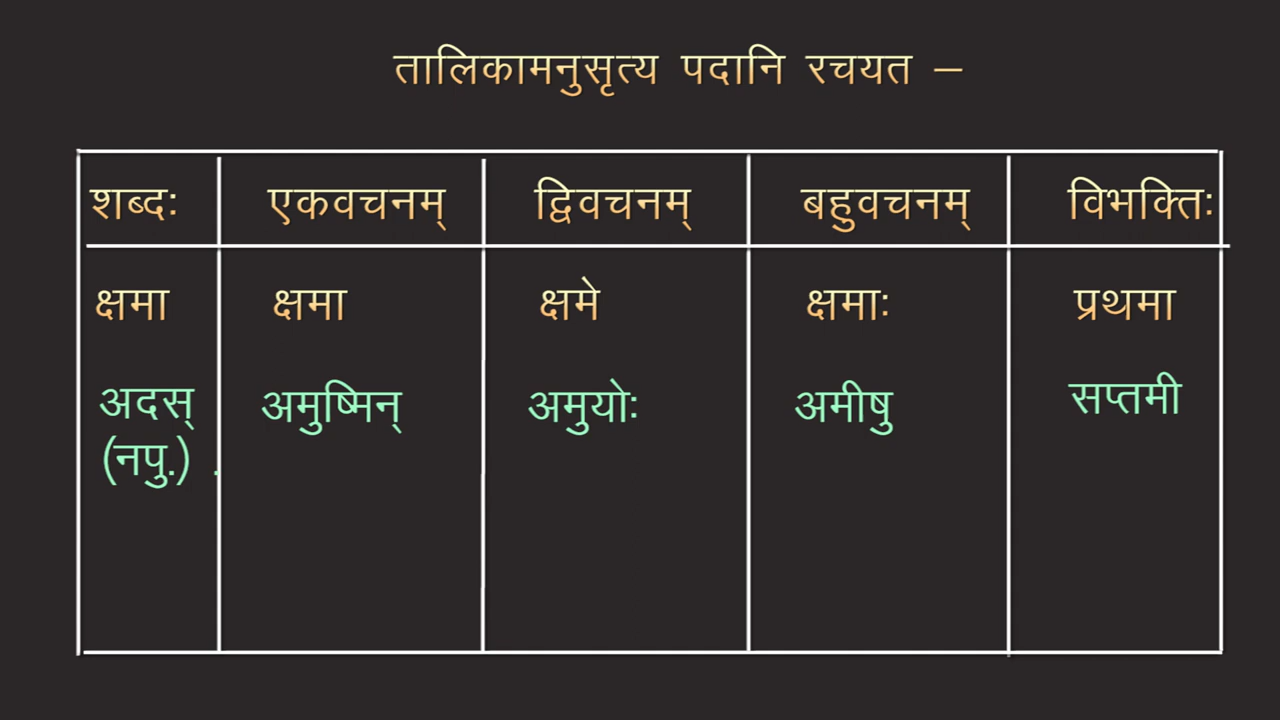 तालिकामनुसृत्य पदानि रचयत –
शब्दः एकवचनम् द्विवचनम् बहुवचनम् विभक्तिः
क्षमा क्षमा क्षमे क्षमाः प्रथमा
अदस् अमुष्मिन् अमुयोः अमीषु सप्तमी
(नपु.) .